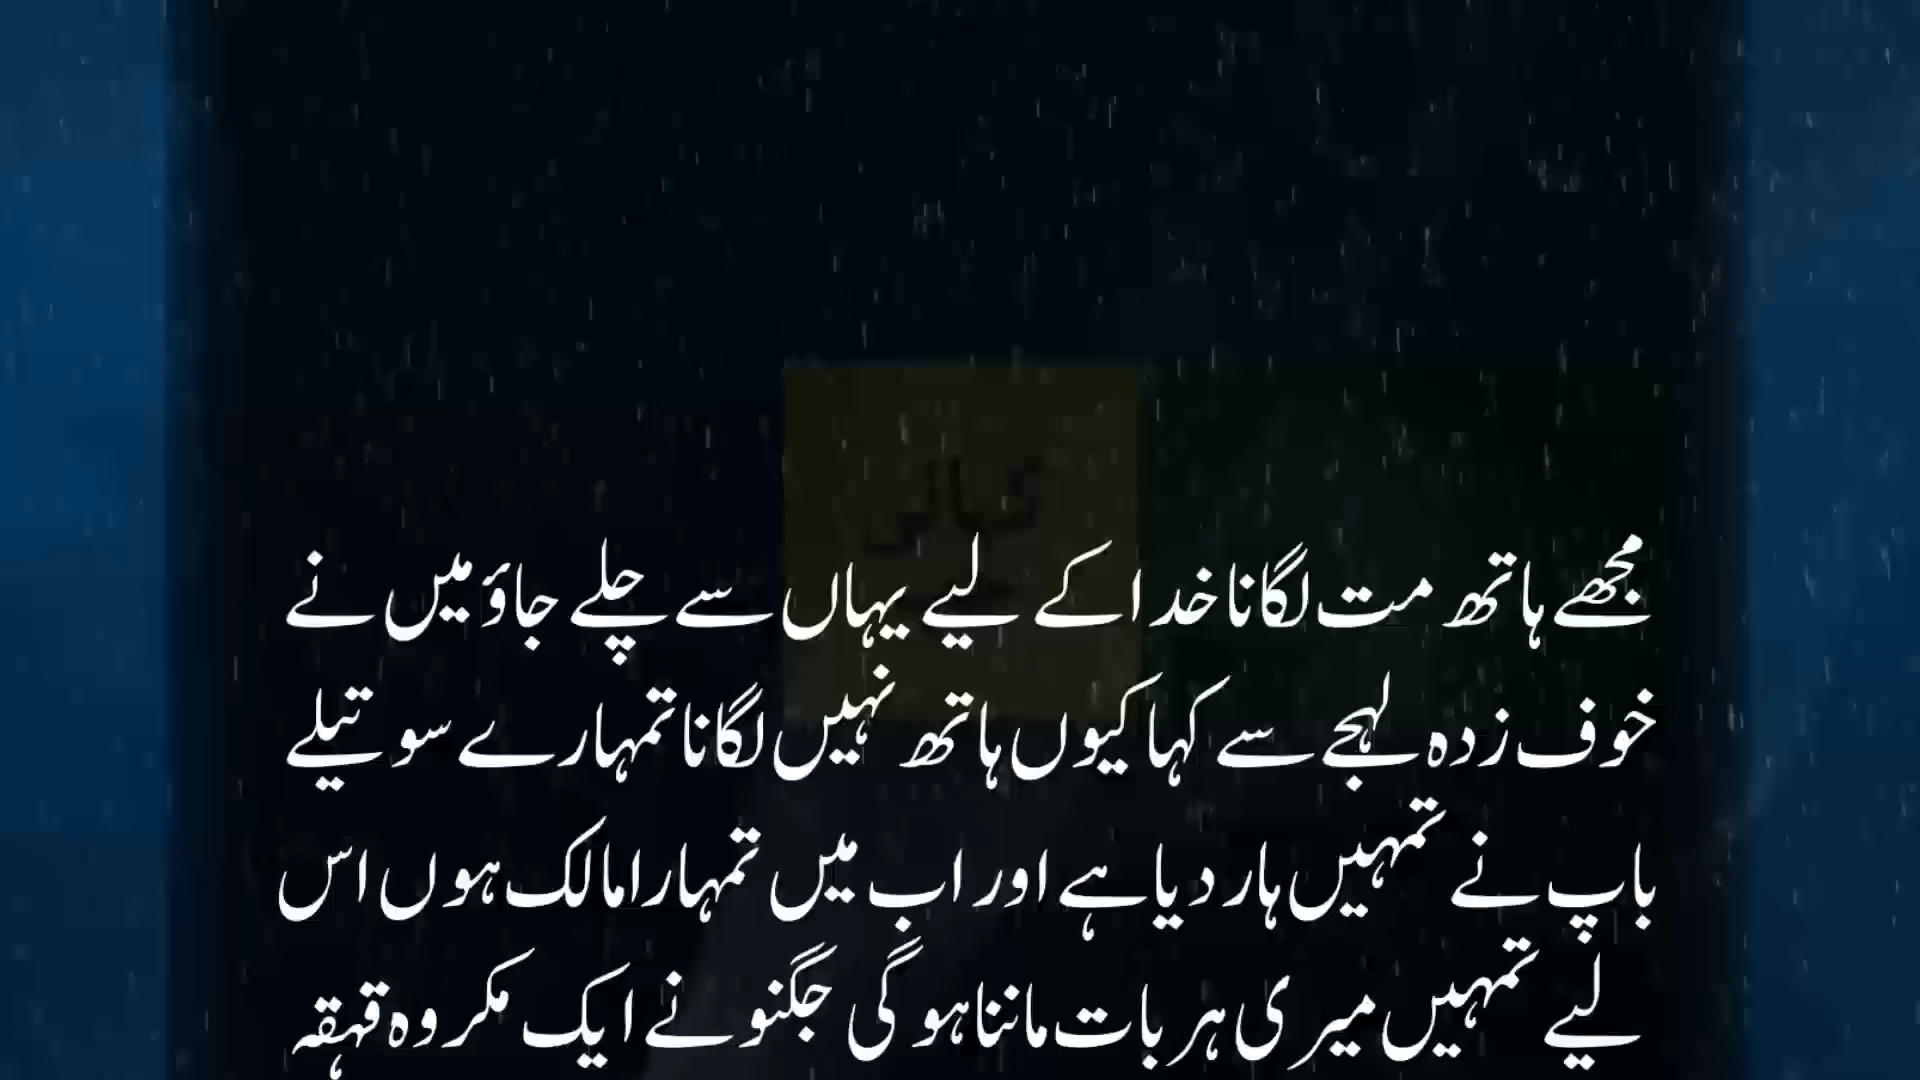 مجھے ہاتھ مت لگانا خدا کے لیے یہاں سے چلے جاؤ میں نے
خوف زدہ لہجے سے کہا کیوں ہاتھ نہیں لگانا تمہارے سوتیلے
باپ نے تمہیں ہار دیا ہے اور اب میں تمہارا مالک ہوں اس
لیے تمہیں میری ہر بات ماننا ہو گی جگنو نے ایک مکروہ قہقہ